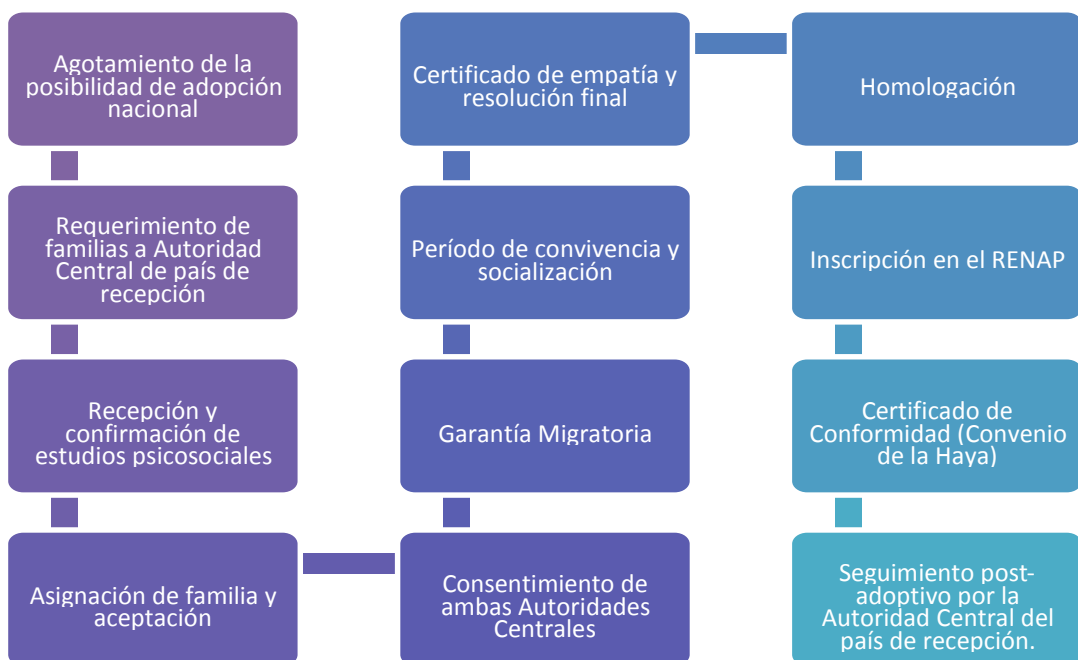 Agotamiento de la
posibilidad de adopción
nacional
Requerimiento de
familias a Autoridad
Central de país de
recepción
Recepción y
confirmación de
estudios psicosociales
Asignación de familia y
aceptación
Consentimiento de
ambas Autoridades
Centrales
Garantía Migratoria
Período de convivencia y
socialización
Certificado de empatía y
resolución final
Homologación
Inscripción en el RENAP
Certificado de
Conformidad (Convenio
de la Haya)
Seguimiento post-
adoptivo por la
Autoridad Central del
país de recepción.